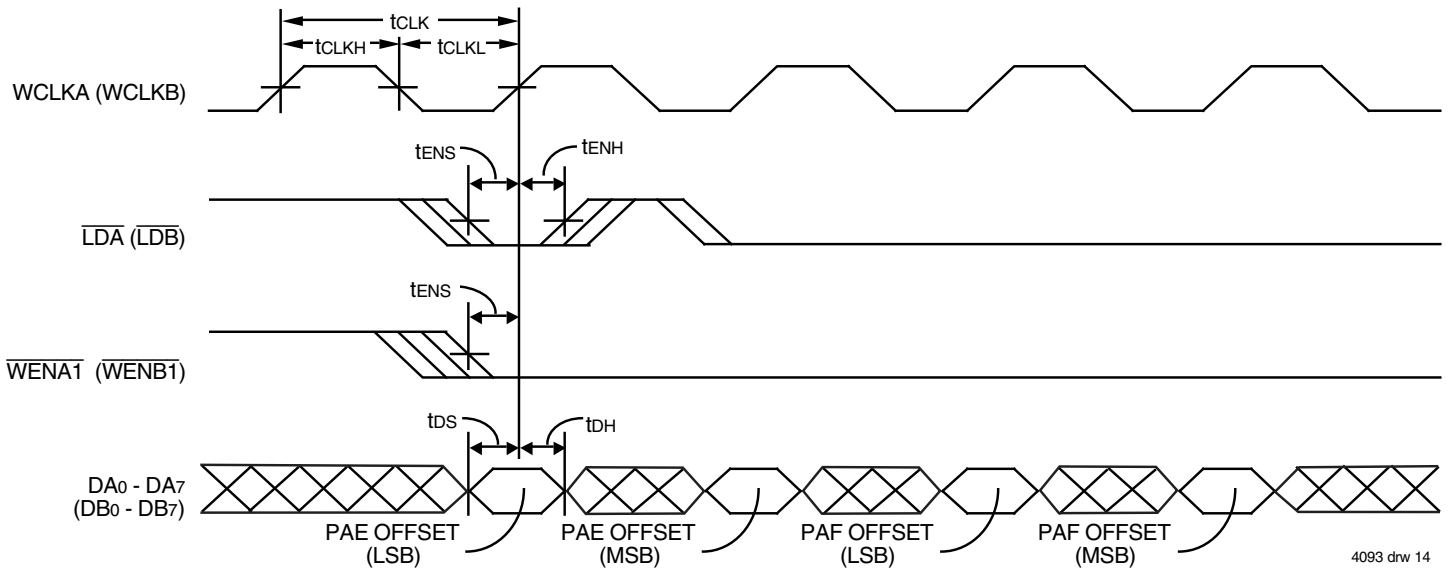 tCLK
tCLKH tCLKL
WCLKA (WCLKB)
tENS tENH
LDA (LDB)
tENS
WENA1 (WENB1)
tDS tDH
DA0 - DA7
(DB0 - DB7)
PAE OFFSET
(LSB)
PAE OFFSET
(MSB)
PAF OFFSET
(LSB)
PAF OFFSET
(MSB)
4093 drw 14